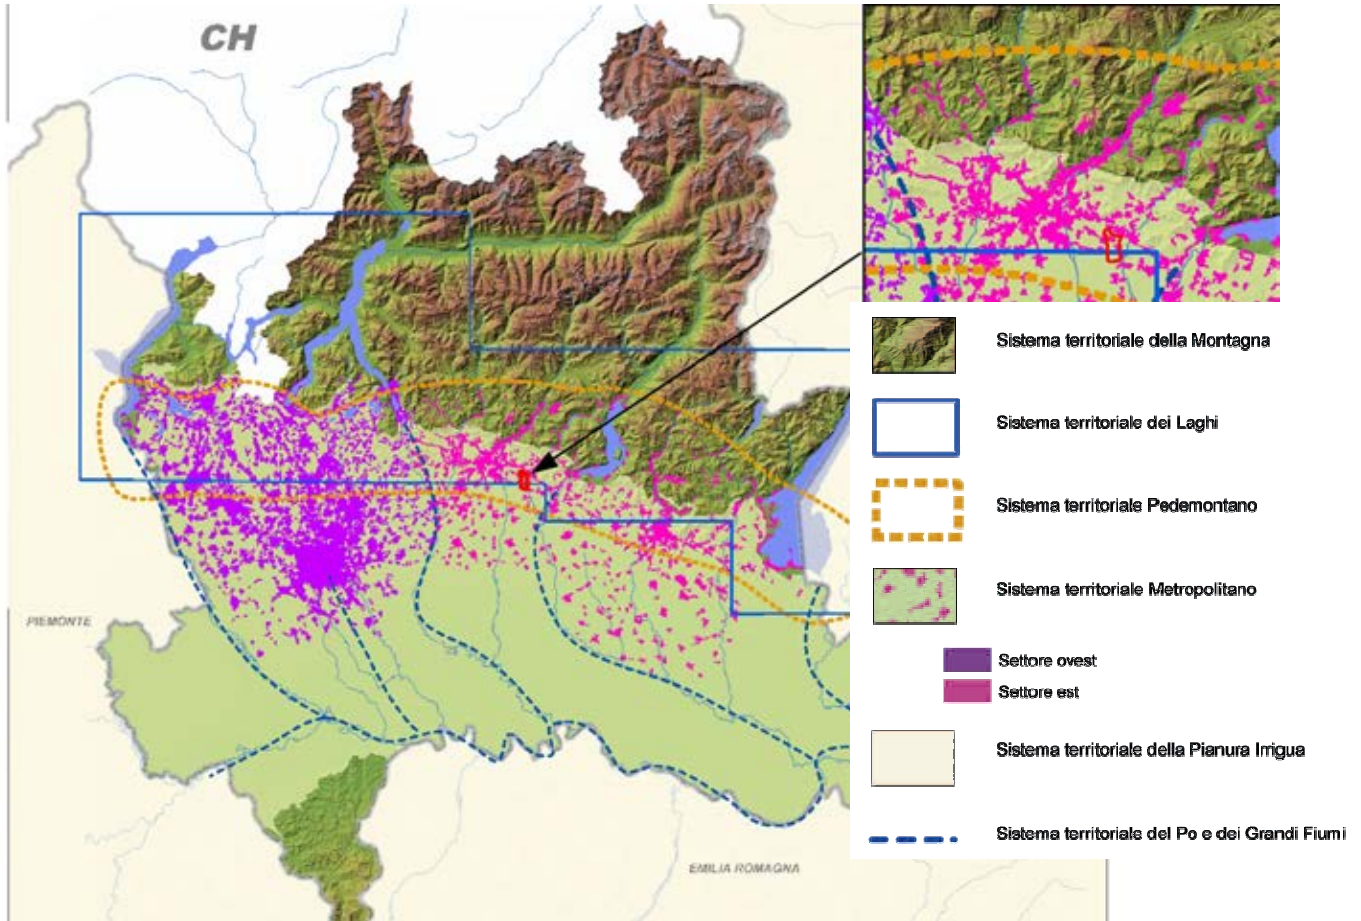 CH
Sistema territoriale della Montagna
Sistema territoriale dei Laghi
Sistema territoriale Pedemontano
Sistema territoriale Metropolitano
PIEMONTE
Settore ovest
Settore est
Sistema territoriale della Pianura Irrigua
Sistema territoriale del Po e dei Grandi Fiumi
EMILIA ROMAGNA